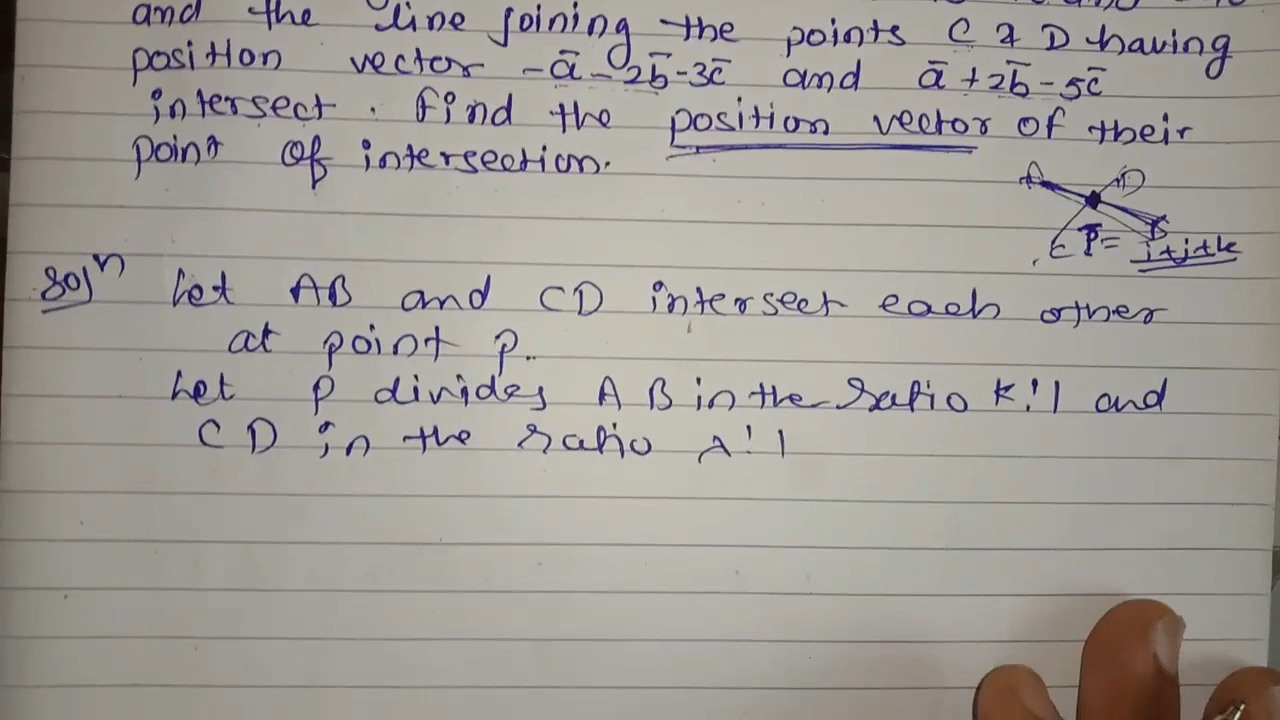 and the line joining the points C & D having
position vector -a̅ - 2b̅ - 3c̅ and a̅ + 2b̅ - 5c̅
intersect. Find the position vector of their
point of intersection.
A D
C B
P̅ = i+j+k
Solⁿ Let AB and CD intersect each other
at point P.
Let P divides AB in the ratio K:1 and
CD in the ratio λ:1